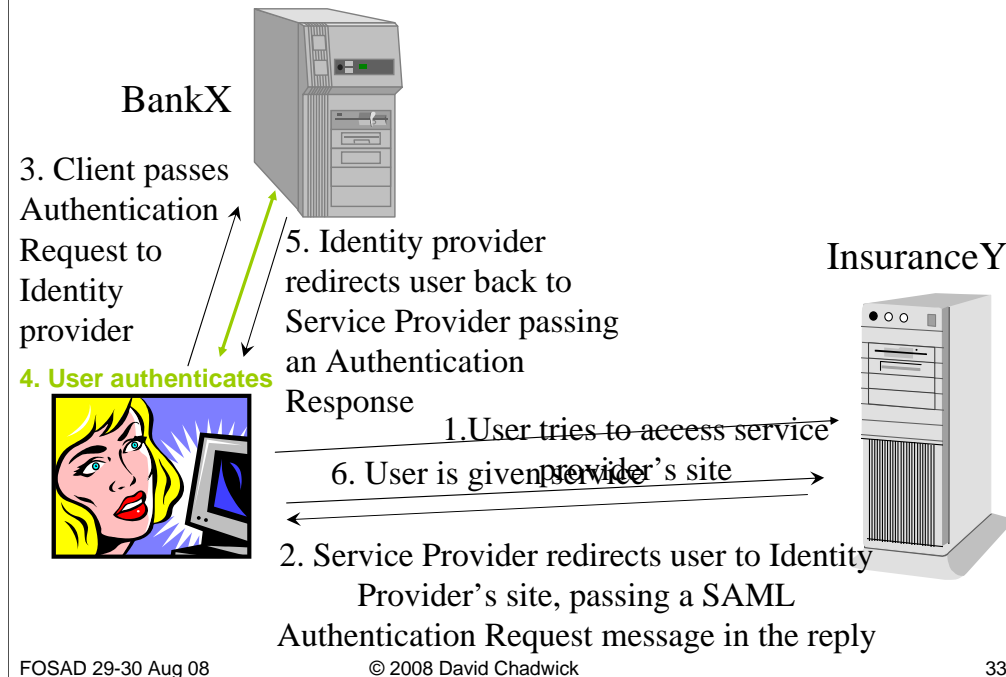 BankX
3. Client passes
Authentication
Request to
Identity
provider
4. User authenticates
5. Identity provider
redirects user back to
Service Provider passing
an Authentication
Response
InsuranceY
1.User tries to access service
provider's site
6. User is given service
2. Service Provider redirects user to Identity
Provider’s site, passing a SAML
Authentication Request message in the reply
FOSAD 29-30 Aug 08
© 2008 David Chadwick
33